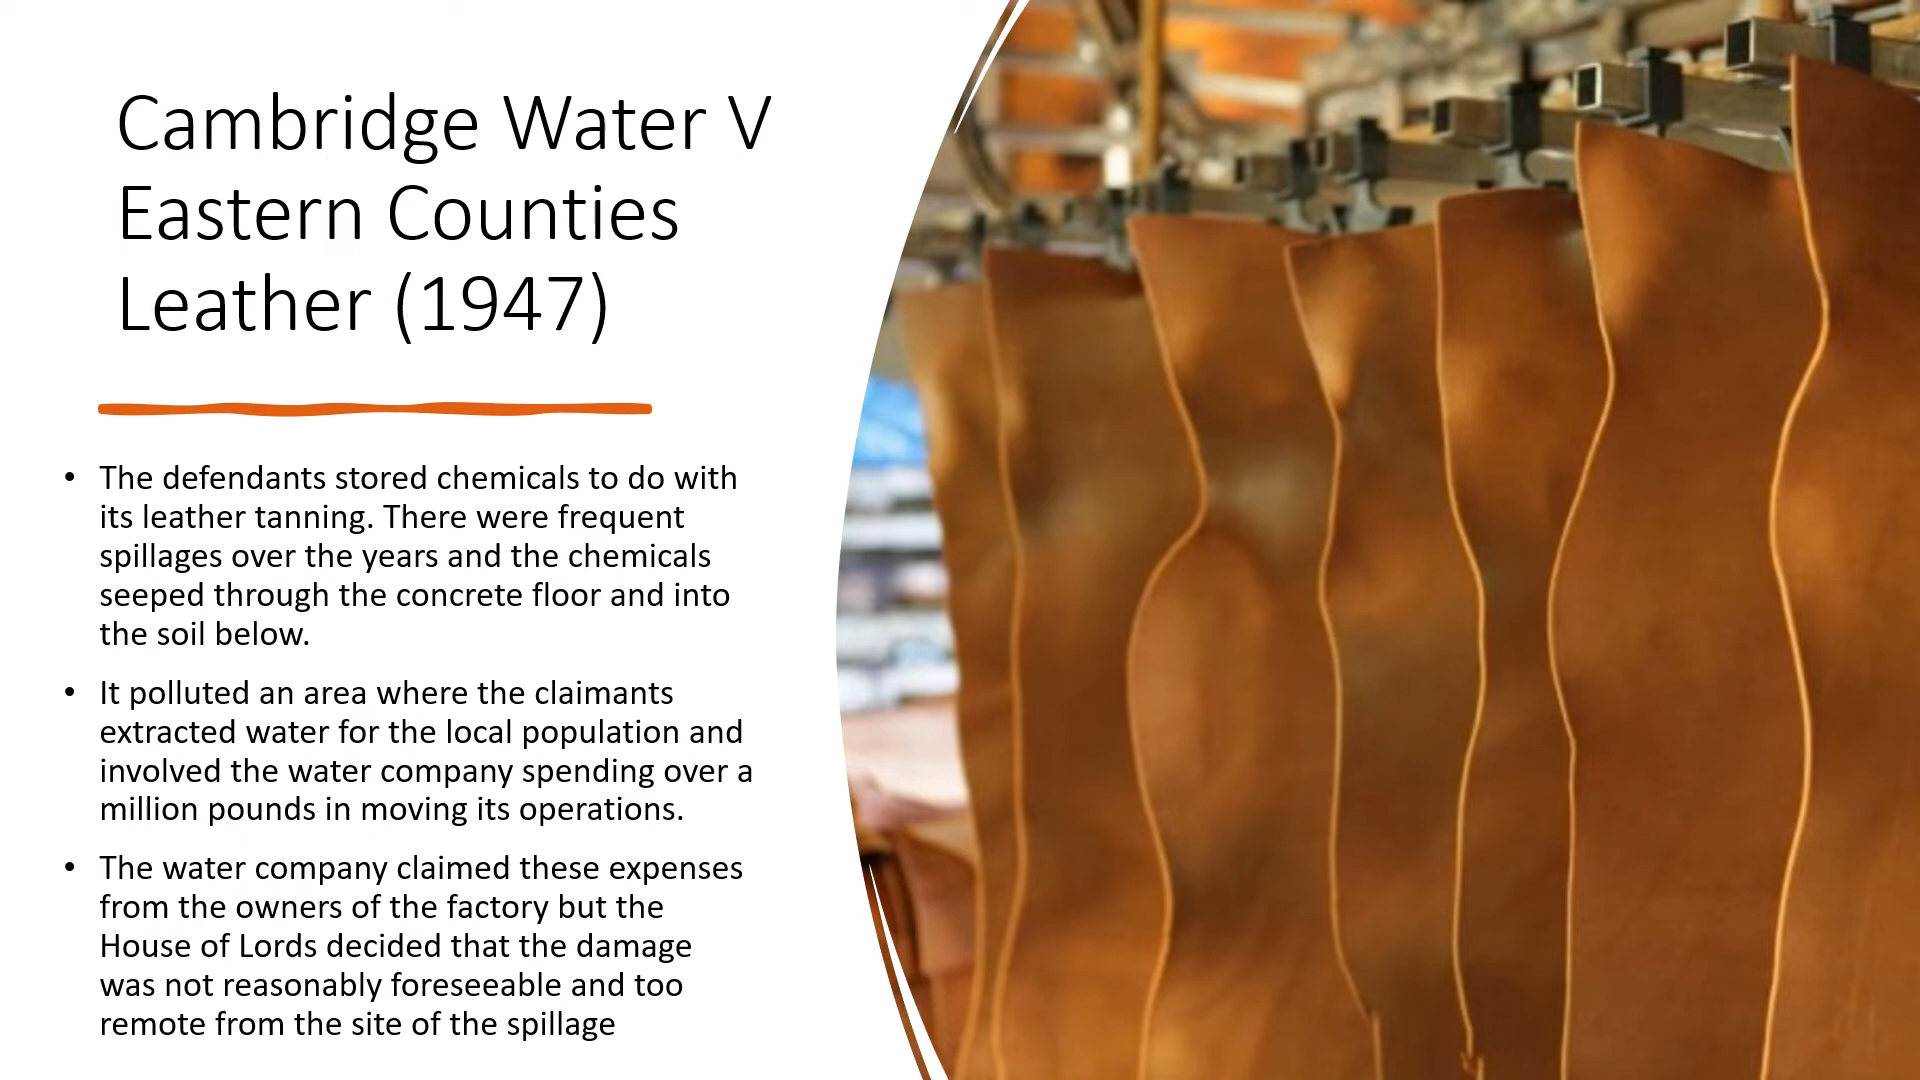 Cambridge Water V
Eastern Counties
Leather (1947)
• The defendants stored chemicals to do with
its leather tanning. There were frequent
spillages over the years and the chemicals
seeped through the concrete floor and into
the soil below.
• It polluted an area where the claimants
extracted water for the local population and
involved the water company spending over a
million pounds in moving its operations.
• The water company claimed these expenses
from the owners of the factory but the
House of Lords decided that the damage
was not reasonably foreseeable and too
remote from the site of the spillage